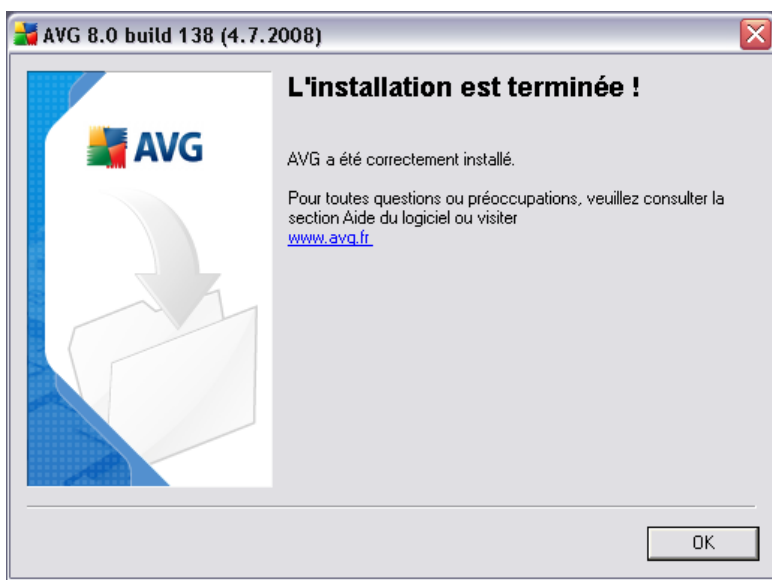 AVG 8.0 build 138 (4.7.2008)
AVG
L'installation est terminée !
AVG a été correctement installé.
Pour toutes questions ou préoccupations, veuillez consulter la
section Aide du logiciel ou visiter
www.avg.fr
OK